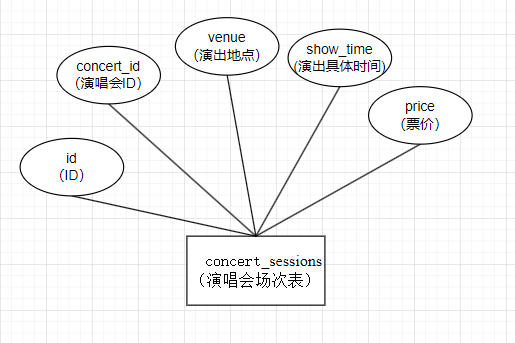 venue
（演出地点）
show_time
(演出具体时间)
concert_id
（演唱会ID）
price
（票价）
id
（ID）
concert_sessions
（演唱会场次表）